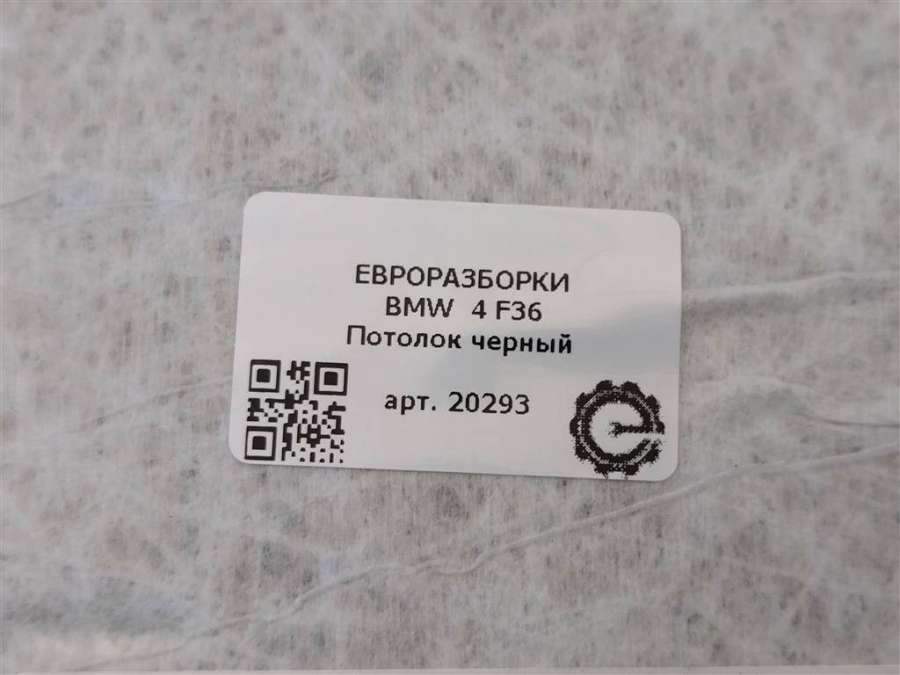 ЕВРОРАЗБОРКИ
BMW 4 F36
Потолок черный
арт. 20293